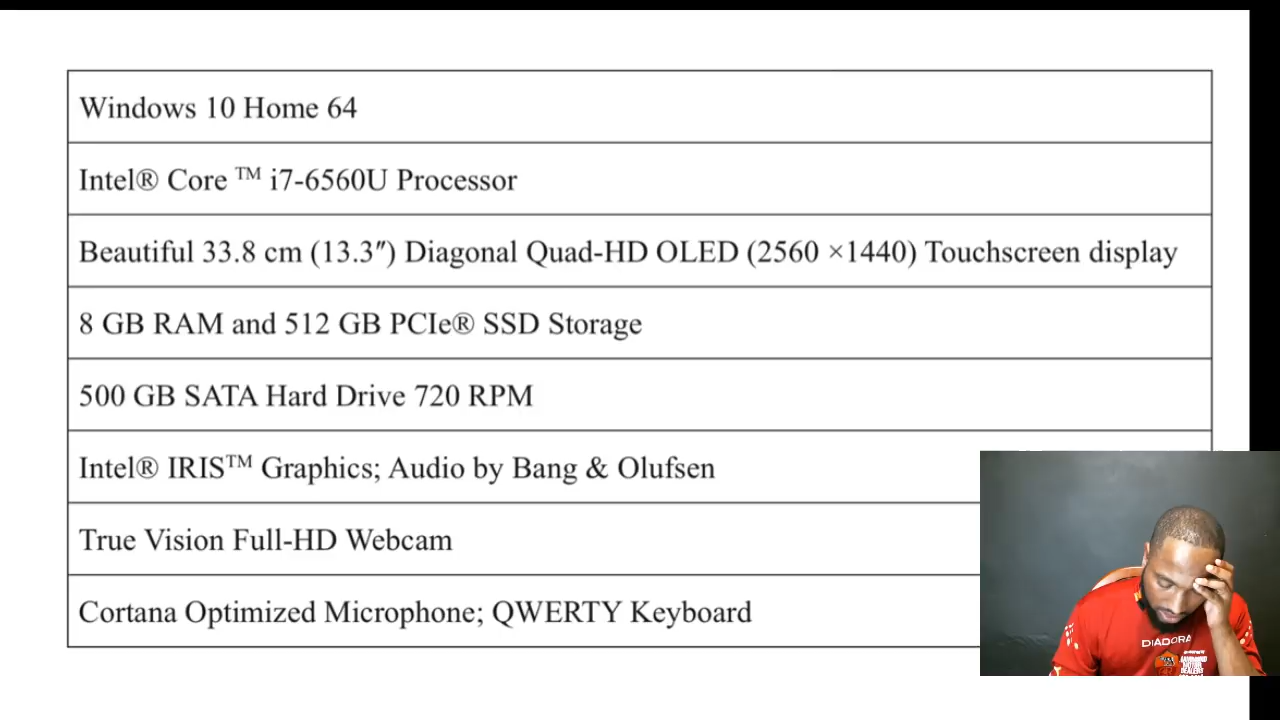 Windows 10 Home 64
Intel® Core ™ i7-6560U Processor
Beautiful 33.8 cm (13.3″) Diagonal Quad-HD OLED (2560 ×1440) Touchscreen display
8 GB RAM and 512 GB PCIe® SSD Storage
500 GB SATA Hard Drive 720 RPM
Intel® IRIS™ Graphics; Audio by Bang & Olufsen
True Vision Full-HD Webcam
Cortana Optimized Microphone; QWERTY Keyboard
DIADORA